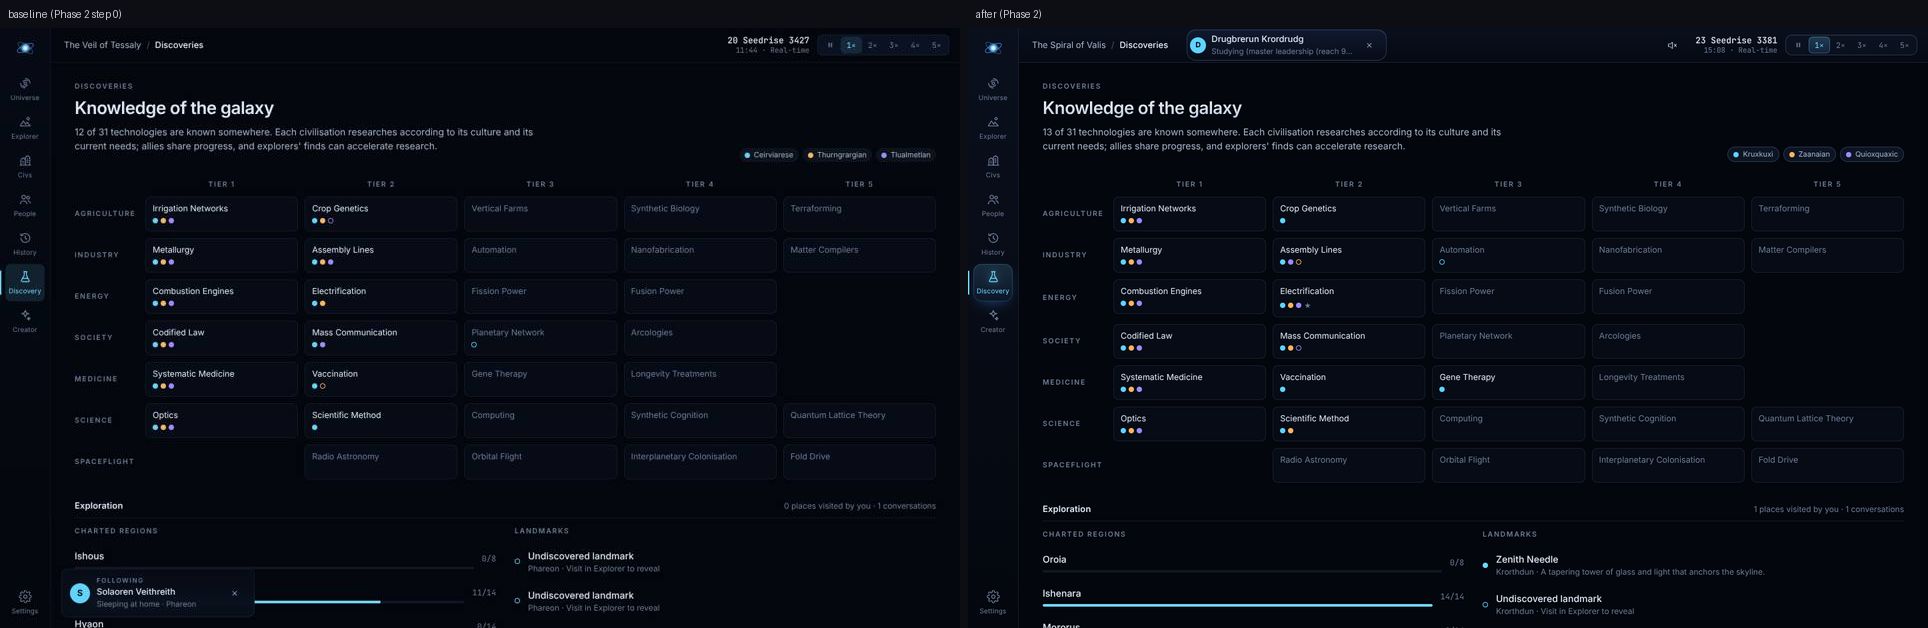 baseline (Phase 2 step 0)
The Veil of Tessaly / Discoveries
20 Seedrise 3427
11:44 · Real-time
1× 2× 3× 4× 5×
Universe
Explorer
Civs
People
History
Discovery
Creator
Settings
DISCOVERIES
Knowledge of the galaxy
12 of 31 technologies are known somewhere. Each civilisation researches according to its culture and its
current needs; allies share progress, and explorers' finds can accelerate research.
Ceirviarese Thurngrargian Tlualmetlan
TIER 1 TIER 2 TIER 3 TIER 4 TIER 5
AGRICULTURE Irrigation Networks Crop Genetics Vertical Farms Synthetic Biology Terraforming
INDUSTRY Metallurgy Assembly Lines Automation Nanofabrication Matter Compilers
ENERGY Combustion Engines Electrification Fission Power Fusion Power
SOCIETY Codified Law Mass Communication Planetary Network Arcologies
MEDICINE Systematic Medicine Vaccination Gene Therapy Longevity Treatments
SCIENCE Optics Scientific Method Computing Synthetic Cognition Quantum Lattice Theory
SPACEFLIGHT Radio Astronomy Orbital Flight Interplanetary Colonisation Fold Drive
Exploration 0 places visited by you · 1 conversations
CHARTED REGIONS LANDMARKS
Ishous 0/8
Undiscovered landmark
Phareon · Visit in Explorer to reveal
11/14
Undiscovered landmark
Phareon · Visit in Explorer to reveal
Hyaon 0/14
S
FOLLOWING
Solaoren Veithreith ×
Sleeping at home · Phareon
after (Phase 2)
The Spiral of Valis / Discoveries
D
Drugbrerun Krordrudg
Studying (master leadership (reach 9... ×
23 Seedrise 3381
15:08 · Real-time
1× 2× 3× 4× 5×
Universe
Explorer
Civs
People
History
Discovery
Creator
Settings
DISCOVERIES
Knowledge of the galaxy
13 of 31 technologies are known somewhere. Each civilisation researches according to its culture and its
current needs; allies share progress, and explorers' finds can accelerate research.
Kruxkuxi Zaanaian Quioxquaxic
TIER 1 TIER 2 TIER 3 TIER 4 TIER 5
AGRICULTURE Irrigation Networks Crop Genetics Vertical Farms Synthetic Biology Terraforming
INDUSTRY Metallurgy Assembly Lines Automation Nanofabrication Matter Compilers
ENERGY Combustion Engines Electrification Fission Power Fusion Power
SOCIETY Codified Law Mass Communication Planetary Network Arcologies
MEDICINE Systematic Medicine Vaccination Gene Therapy Longevity Treatments
SCIENCE Optics Scientific Method Computing Synthetic Cognition Quantum Lattice Theory
SPACEFLIGHT Radio Astronomy Orbital Flight Interplanetary Colonisation Fold Drive
Exploration 1 places visited by you · 1 conversations
CHARTED REGIONS LANDMARKS
Oroia 0/8
Zenith Needle
Korthdun · A tapering tower of glass and light that anchors the skyline.
Ishenara 14/14
Undiscovered landmark
Korthdun · Visit in Explorer to reveal